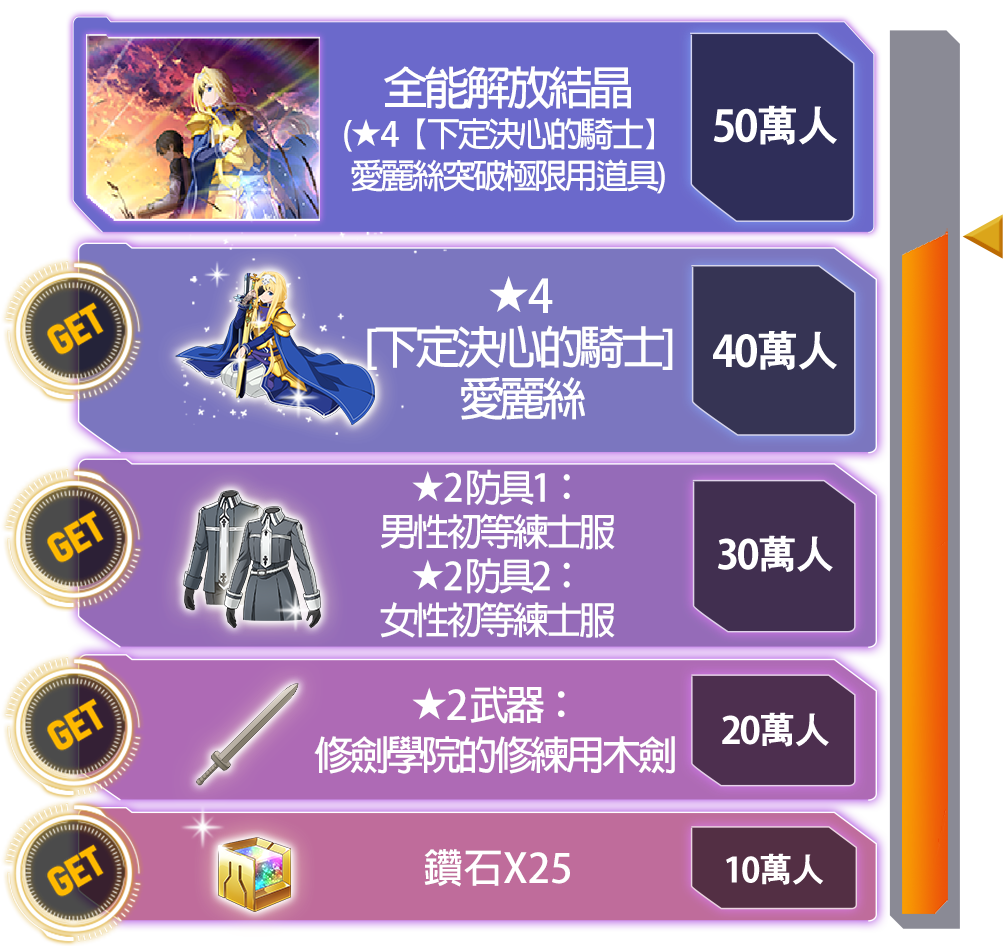 全能解放結晶
(★4【下定決心的騎士】
愛麗絲突破極限用道具)
50萬人
GET
★4
[下定決心的騎士]
愛麗絲
40萬人
GET
★2防具1：
男性初等練士服
★2防具2：
女性初等練士服
30萬人
GET
★2武器：
修劍學院的修練用木劍
20萬人
GET
鑽石X25
10萬人